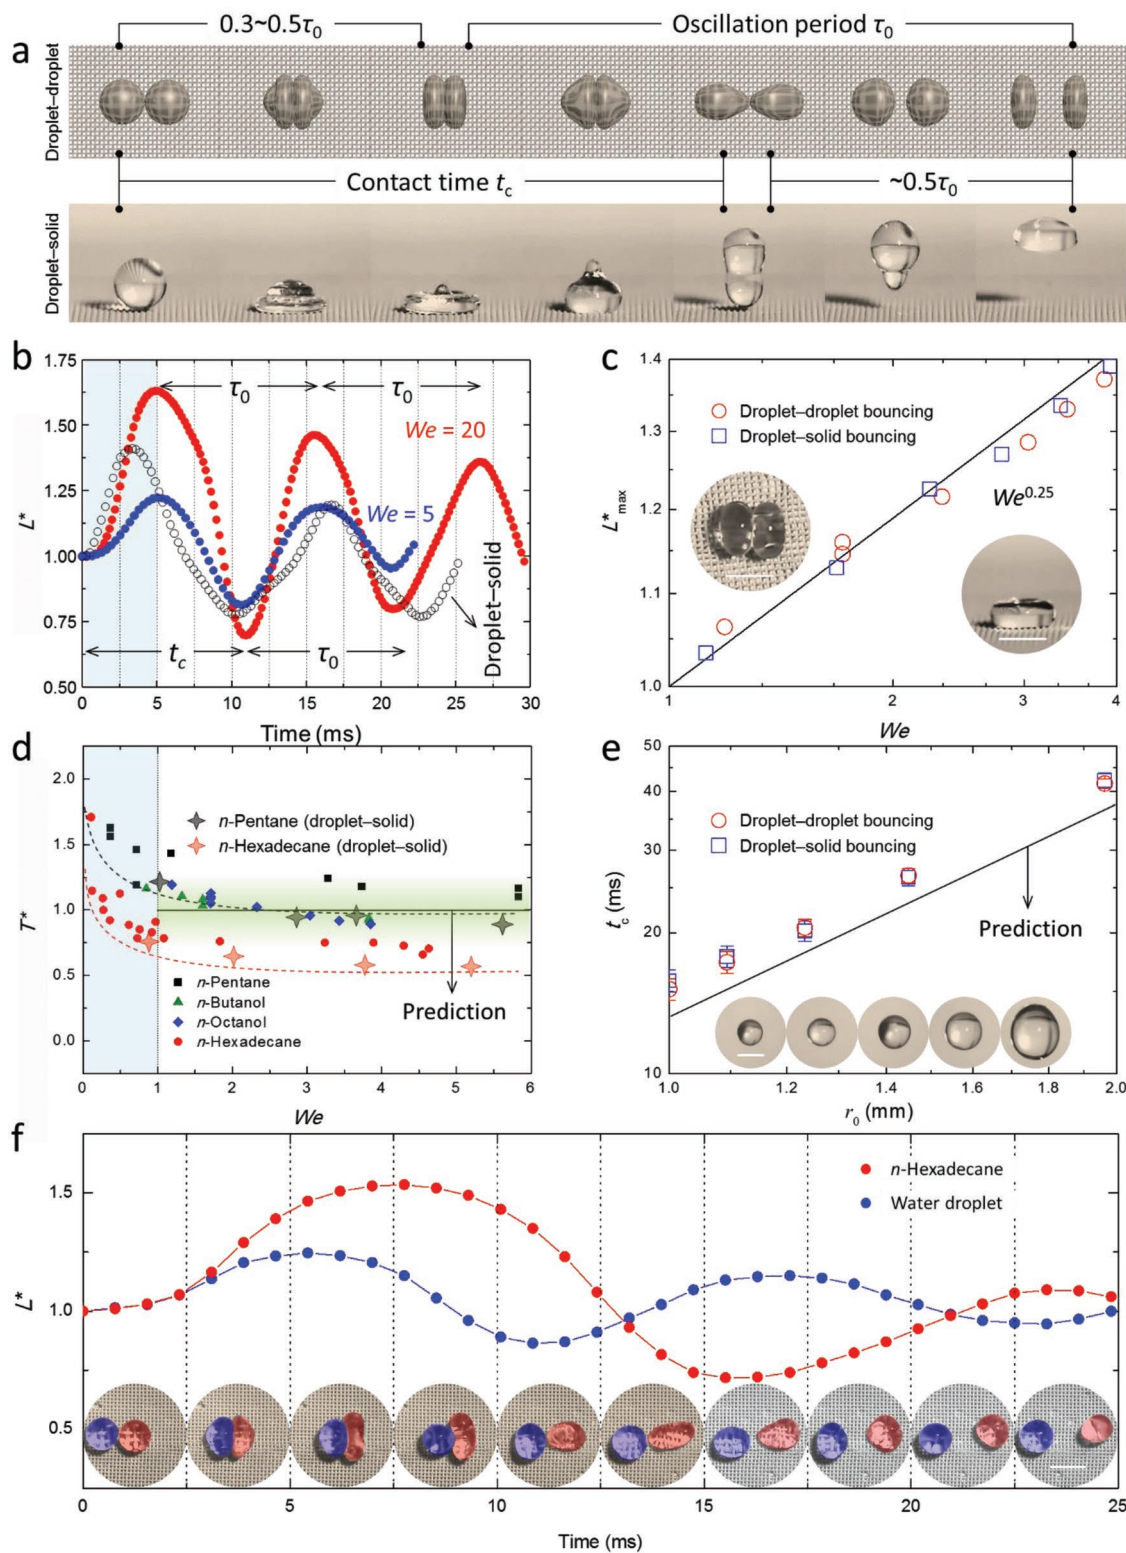 0.3~0.5τ0
Oscillation period τ0
a
Droplet–droplet
Contact time tc
~0.5τ0
Droplet–solid
b
1.75
1.50
1.25
1.00
0.75
0.50
L*
τ0
τ0
We = 20
We = 5
Droplet–solid
tc
τ0
0
5
10
15
20
25
30
Time (ms)
c
1.4
1.3
1.2
1.1
1.0
L*max
Droplet–droplet bouncing
Droplet–solid bouncing
We0.25
1
2
3
4
We
d
2.0
1.5
1.0
0.5
0.0
T*
n-Pentane (droplet–solid)
n-Hexadecane (droplet–solid)
n-Pentane
n-Butanol
n-Octanol
n-Hexadecane
Prediction
0
1
2
3
4
5
6
We
e
50
40
30
20
10
tc (ms)
Droplet–droplet bouncing
Droplet–solid bouncing
Prediction
1.0
1.2
1.4
1.6
1.8
2.0
r0 (mm)
f
1.5
1.0
0.5
L*
n-Hexadecane
Water droplet
0
5
10
15
20
25
Time (ms)